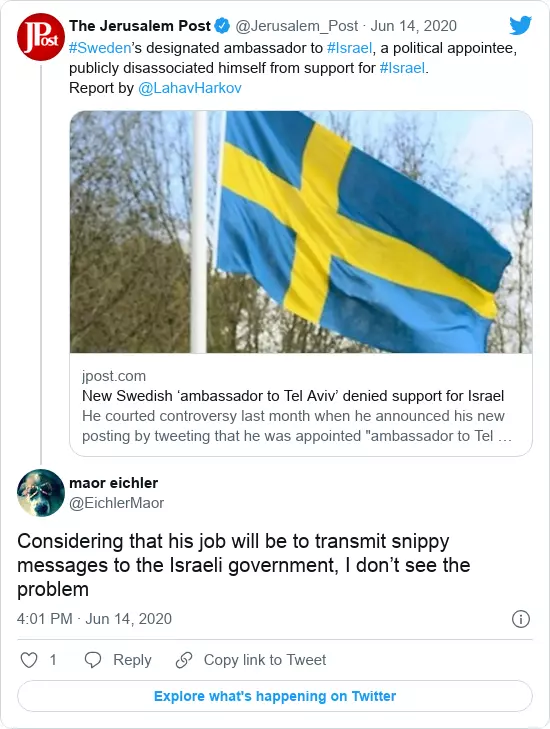 JPost
The Jerusalem Post @Jerusalem_Post · Jun 14, 2020
#Sweden’s designated ambassador to #Israel, a political appointee,
publicly disassociated himself from support for #Israel.
Report by @LahavHarkov
jpost.com
New Swedish ‘ambassador to Tel Aviv’ denied support for Israel
He courted controversy last month when he announced his new
posting by tweeting that he was appointed "ambassador to Tel …
maor eichler
@EichlerMaor
Considering that his job will be to transmit snippy
messages to the Israeli government, I don’t see the
problem
4:01 PM · Jun 14, 2020
1 Reply Copy link to Tweet
Explore what's happening on Twitter